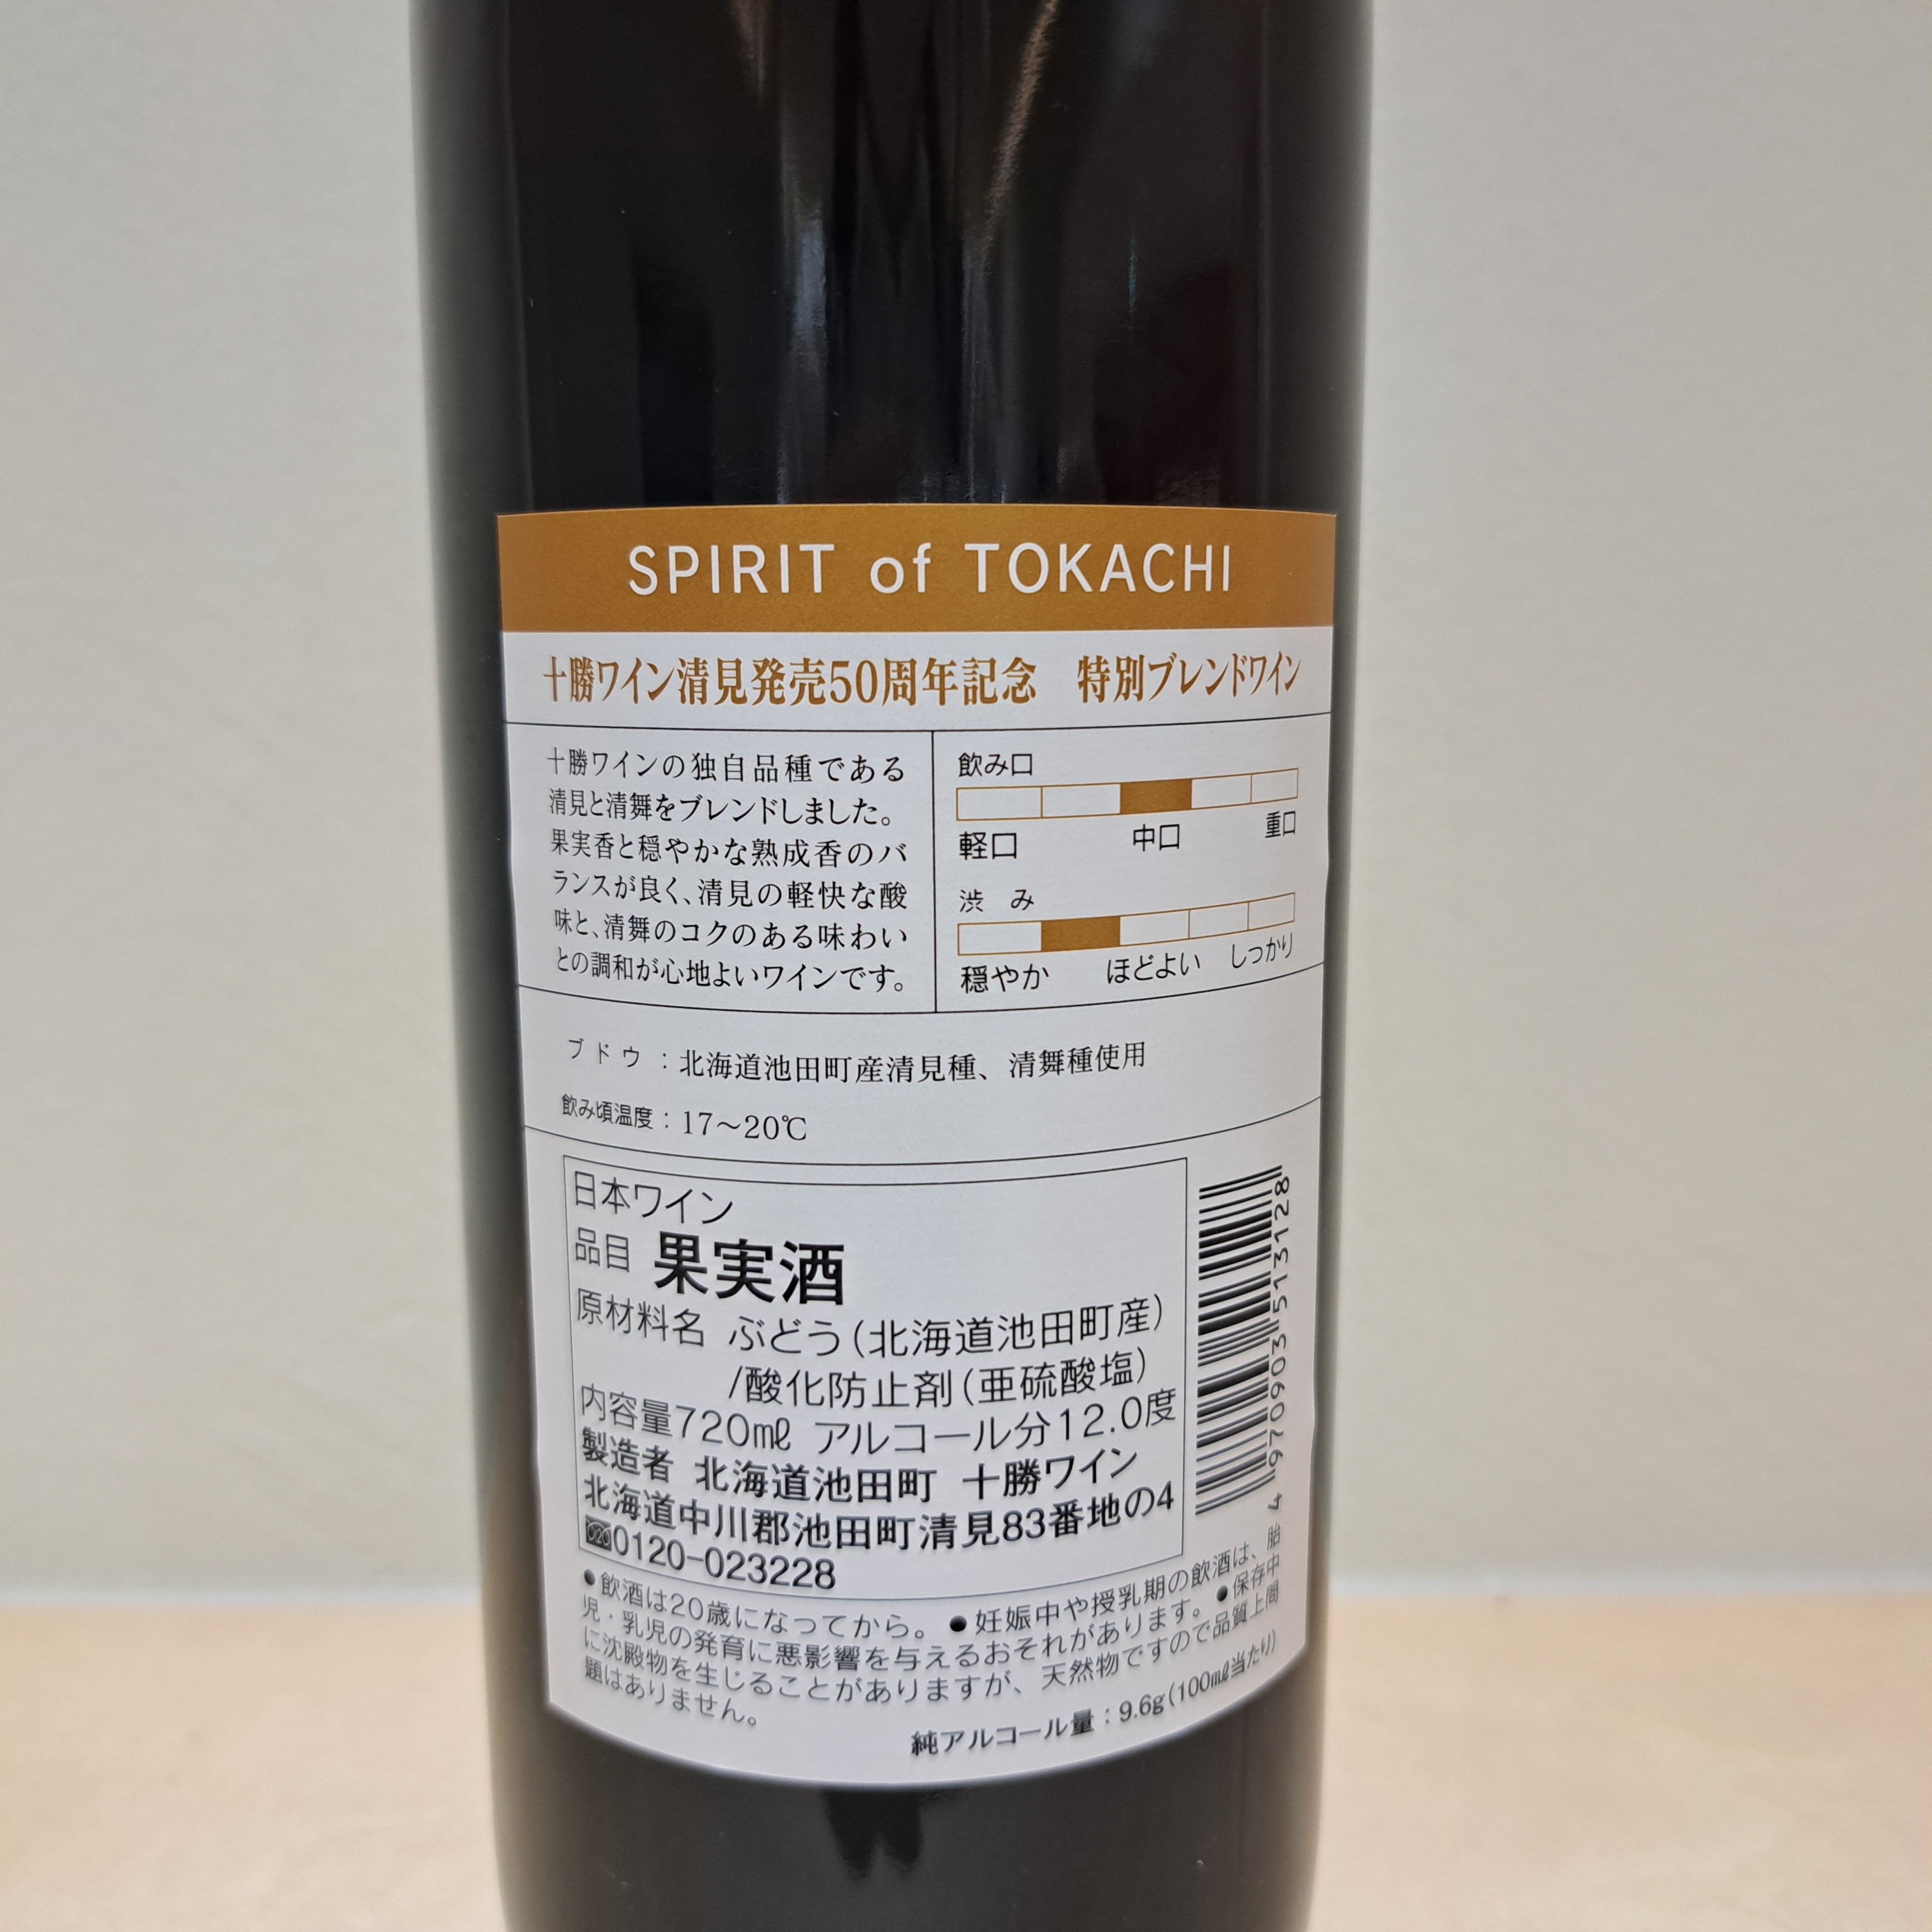 SPIRIT of TOKACHI
十勝ワイン清見発売50周年記念　特別ブレンドワイン
十勝ワインの独自品種である
清見と清舞をブレンドしました。
果実香と穏やかな熟成香のバ
ランスが良く、清見の軽快な酸
味と、清舞のコクのある味わい
との調和が心地よいワインです。
飲み口
軽口 中口 重口
渋み
穏やか ほどよい しっかり
ブドウ：北海道池田町産清見種、清舞種使用
飲み頃温度：17～20℃
日本ワイン
品目 果実酒
原材料名 ぶどう（北海道池田町産）
/酸化防止剤（亜硫酸塩）
内容量720mℓ アルコール分12.0度
製造者 北海道池田町 十勝ワイン
北海道中川郡池田町清見83番地の4
0120-023228
4970903513128
●飲酒は20歳になってから。●妊娠中や授乳期の飲酒は、胎
児・乳児の発育に悪影響を与えるおそれがあります。●保存中
に沈殿物を生じることがありますが、天然物ですので品質上問
題はありません。
純アルコール量：9.6g（100mℓ当たり）